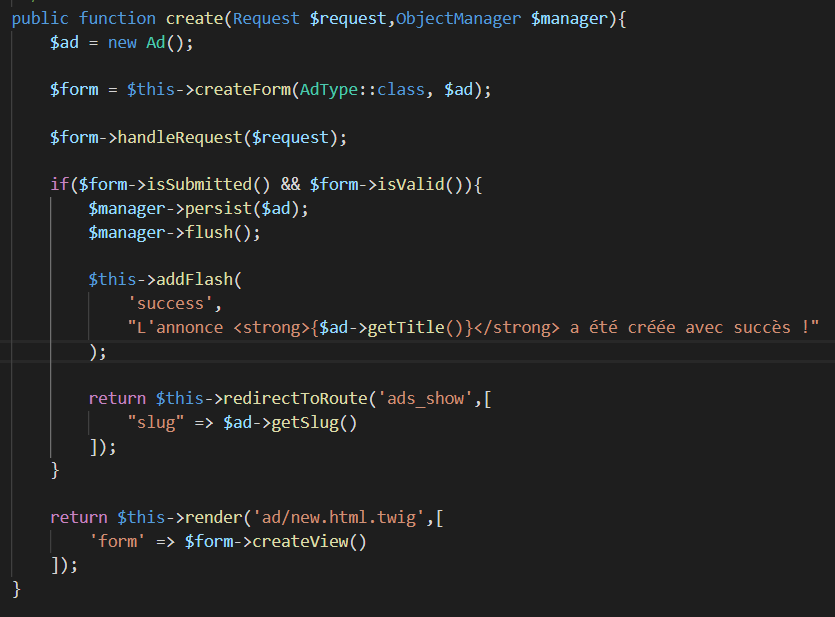 public function create(Request $request,ObjectManager $manager){
    $ad = new Ad();

    $form = $this->createForm(AdType::class, $ad);

    $form->handleRequest($request);

    if($form->isSubmitted() && $form->isValid()){
        $manager->persist($ad);
        $manager->flush();

        $this->addFlash(
            'success',
            "L'annonce <strong>{$ad->getTitle()}</strong> a été créée avec succès !"
        );

        return $this->redirectToRoute('ads_show',[
            "slug" => $ad->getSlug()
        ]);
    }

    return $this->render('ad/new.html.twig',[
        'form' => $form->createView()
    ]);
}